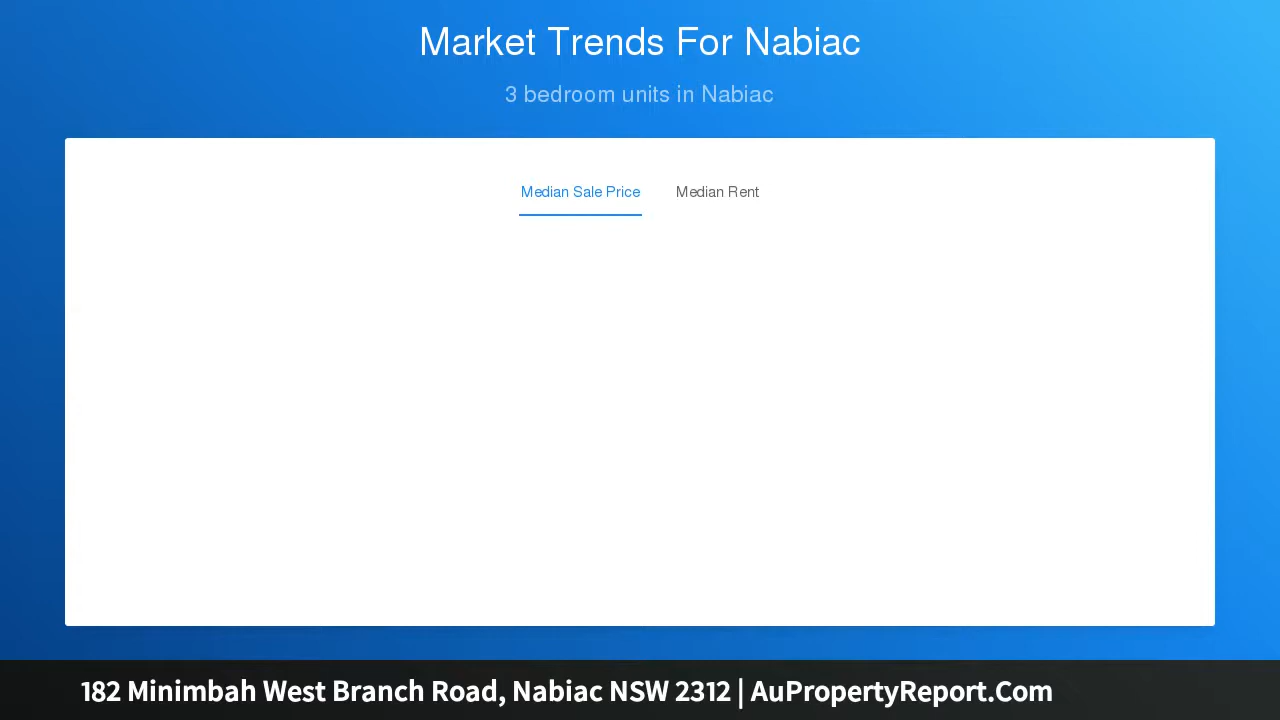 Market Trends For Nabiac
3 bedroom units in Nabiac
Median Sale Price Median Rent
182 Minimbah West Branch Road, Nabiac NSW 2312 | AuPropertyReport.Com